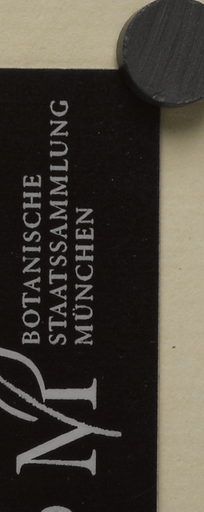 BOTANISCHE
STAATSSAMMLUNG
MÜNCHEN
M